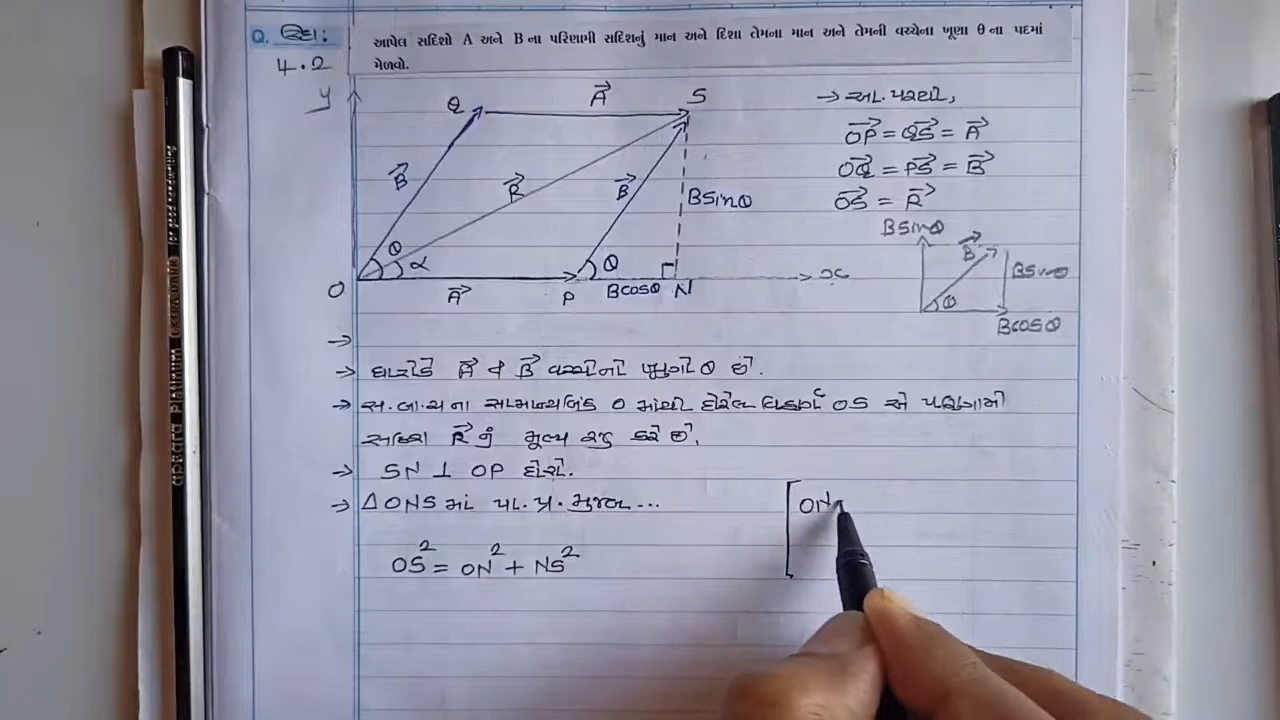 Q. ઉદા:
4.2
આપેલ સદિશો A અને B ના પરિણામી સદિશનું માન અને દિશા તેમના માન અને તેમની વચ્ચેના ખૂણા θ ના પદમાં
મેળવો.
y
Q
A⃗
S
B⃗
R⃗
B⃗
BSinθ
θ
α
θ
O
A⃗
P
Bcosθ
N
x
→ આ. પરથી,
OP⃗ = QS⃗ = A⃗
OQ⃗ = PS⃗ = B⃗
OS⃗ = R⃗
BSinθ
B⃗
BSinθ
θ
Bcosθ
→
→ ધારોકે A⃗ & B⃗ વચ્ચેનો ખૂણો θ છે.
→ સ.બા.ચ ના સામાન્યબિંદુ O માંથી દોરેલ વિકર્ણ OS એ પરિણામી
સદિશ R⃗ નું મૂલ્ય રજુ કરે છે.
→ SN ⊥ OP દોરો.
→ Δ ONS માં પા. પ્ર. મુજબ...
OS² = ON² + NS²
[ON